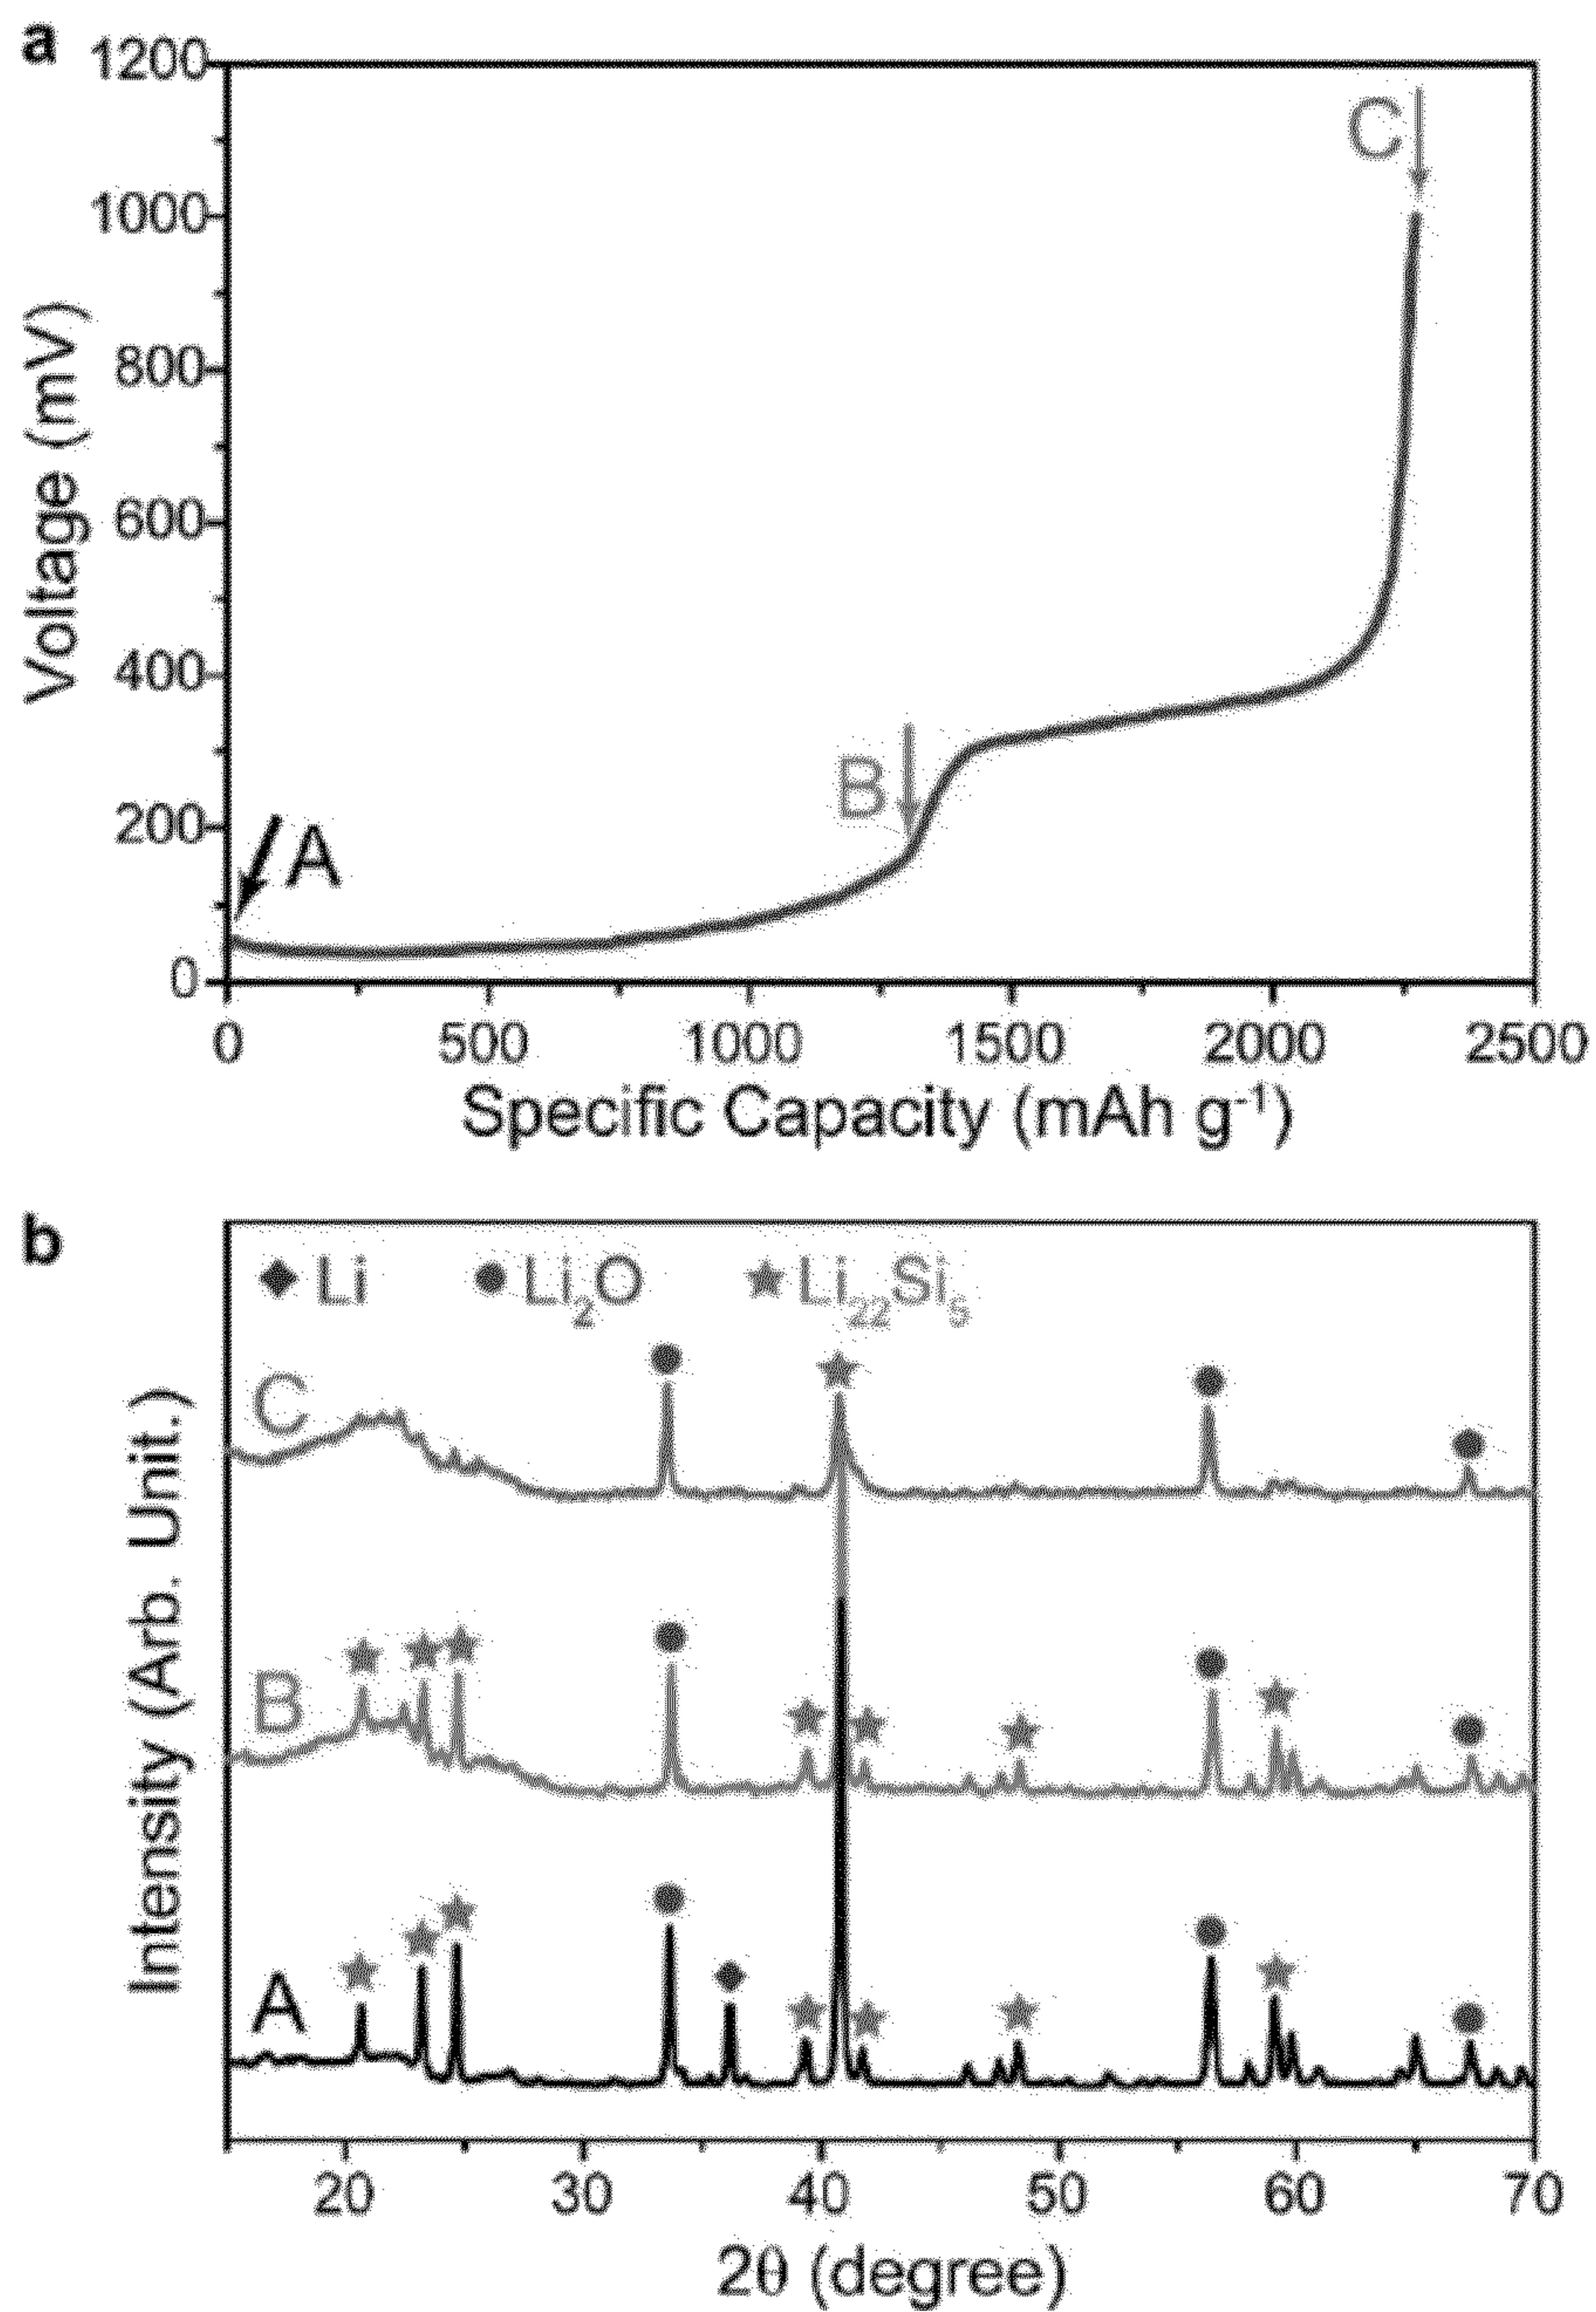 a
1200
1000
800
600
400
200
0
Voltage (mV)
A
B
C
0 500 1000 1500 2000 2500
Specific Capacity (mAh g⁻¹)
b
Li Li₂O Li₂₂Si₅
C
B
A
Intensity (Arb. Unit.)
20 30 40 50 60 70
2θ (degree)